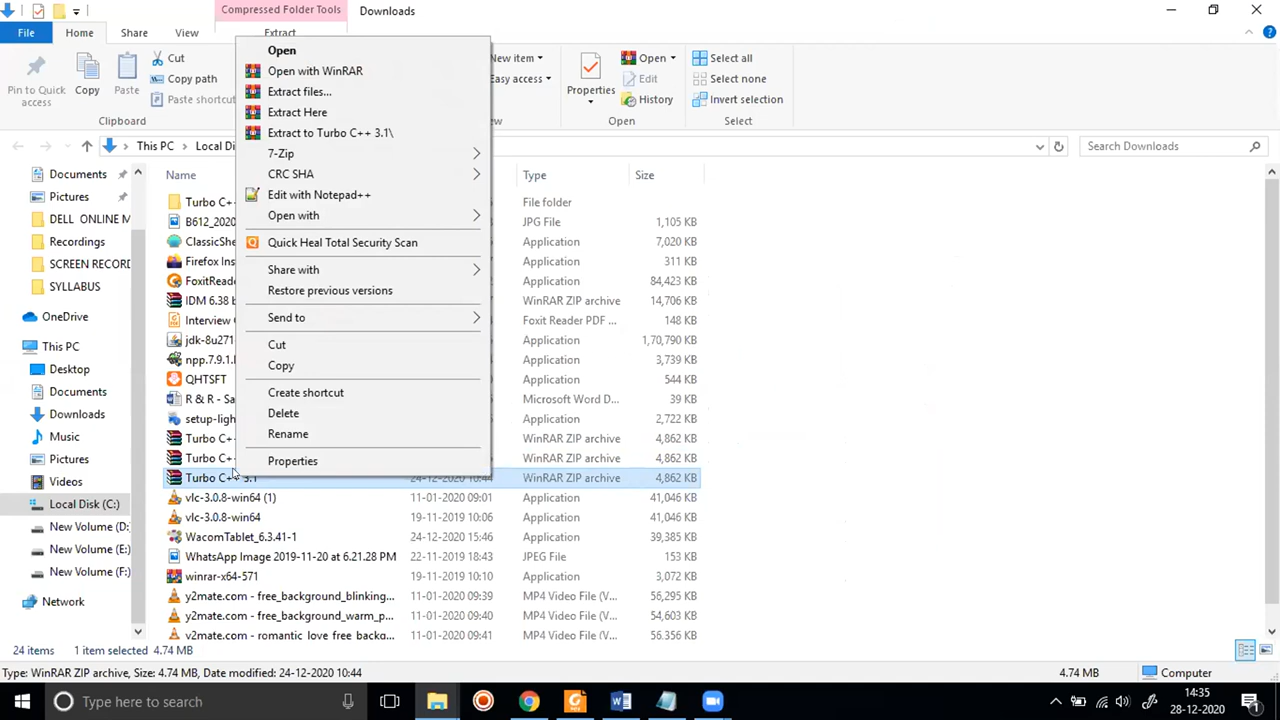 Compressed Folder Tools
Downloads
File
Home
Share
View
Extract
Pin to Quick access
Copy
Paste
Cut
Copy path
Paste shortcut
Clipboard
New item
Easy access
Properties
Open
Edit
History
Open
Select all
Select none
Invert selection
Select
This PC
Local Di
Search Downloads
Open
Open with WinRAR
Extract files...
Extract Here
Extract to Turbo C++ 3.1\
7-Zip
CRC SHA
Edit with Notepad++
Open with
Quick Heal Total Security Scan
Share with
Restore previous versions
Send to
Cut
Copy
Create shortcut
Delete
Rename
Properties
Documents
Pictures
DELL ONLINE M
Recordings
SCREEN RECORD
SYLLABUS
OneDrive
This PC
Desktop
Documents
Downloads
Music
Pictures
Videos
Local Disk (C:)
New Volume (D:
New Volume (E:)
New Volume (F:)
Network
Name Type Size
Turbo C+ File folder
B612_2020 JPG File 1,105 KB
ClassicShe Application 7,020 KB
Firefox Ins Application 311 KB
FoxitReade Application 84,423 KB
IDM 6.38 b WinRAR ZIP archive 14,706 KB
Interview Foxit Reader PDF ... 148 KB
jdk-8u271 Application 1,70,790 KB
npp.7.9.1.I Application 3,739 KB
QHTSFT Application 544 KB
R & R - Sa Microsoft Word D... 39 KB
setup-ligh Application 2,722 KB
Turbo C+ WinRAR ZIP archive 4,862 KB
Turbo C+ WinRAR ZIP archive 4,862 KB
Turbo C++ 3.1 24-12-2020 10:44 WinRAR ZIP archive 4,862 KB
vlc-3.0.8-win64 (1) 11-01-2020 09:01 Application 41,046 KB
vlc-3.0.8-win64 19-11-2019 10:06 Application 41,046 KB
WacomTablet_6.3.41-1 24-12-2020 15:46 Application 39,385 KB
WhatsApp Image 2019-11-20 at 6.21.28 PM 22-11-2019 18:43 JPEG File 153 KB
winrar-x64-571 19-11-2019 10:10 Application 3,072 KB
y2mate.com - free_background_blinking... 11-01-2020 09:39 MP4 Video File (V... 56,295 KB
y2mate.com - free_background_warm_p... 11-01-2020 09:40 MP4 Video File (V... 54,603 KB
y2mate.com - romantic love free backg... 11-01-2020 09:41 MP4 Video File (V... 56.356 KB
24 items 1 item selected 4.74 MB
Type: WinRAR ZIP archive, Size: 4.74 MB, Date modified: 24-12-2020 10:44
4.74 MB
Computer
Type here to search
14:35
28-12-2020
1